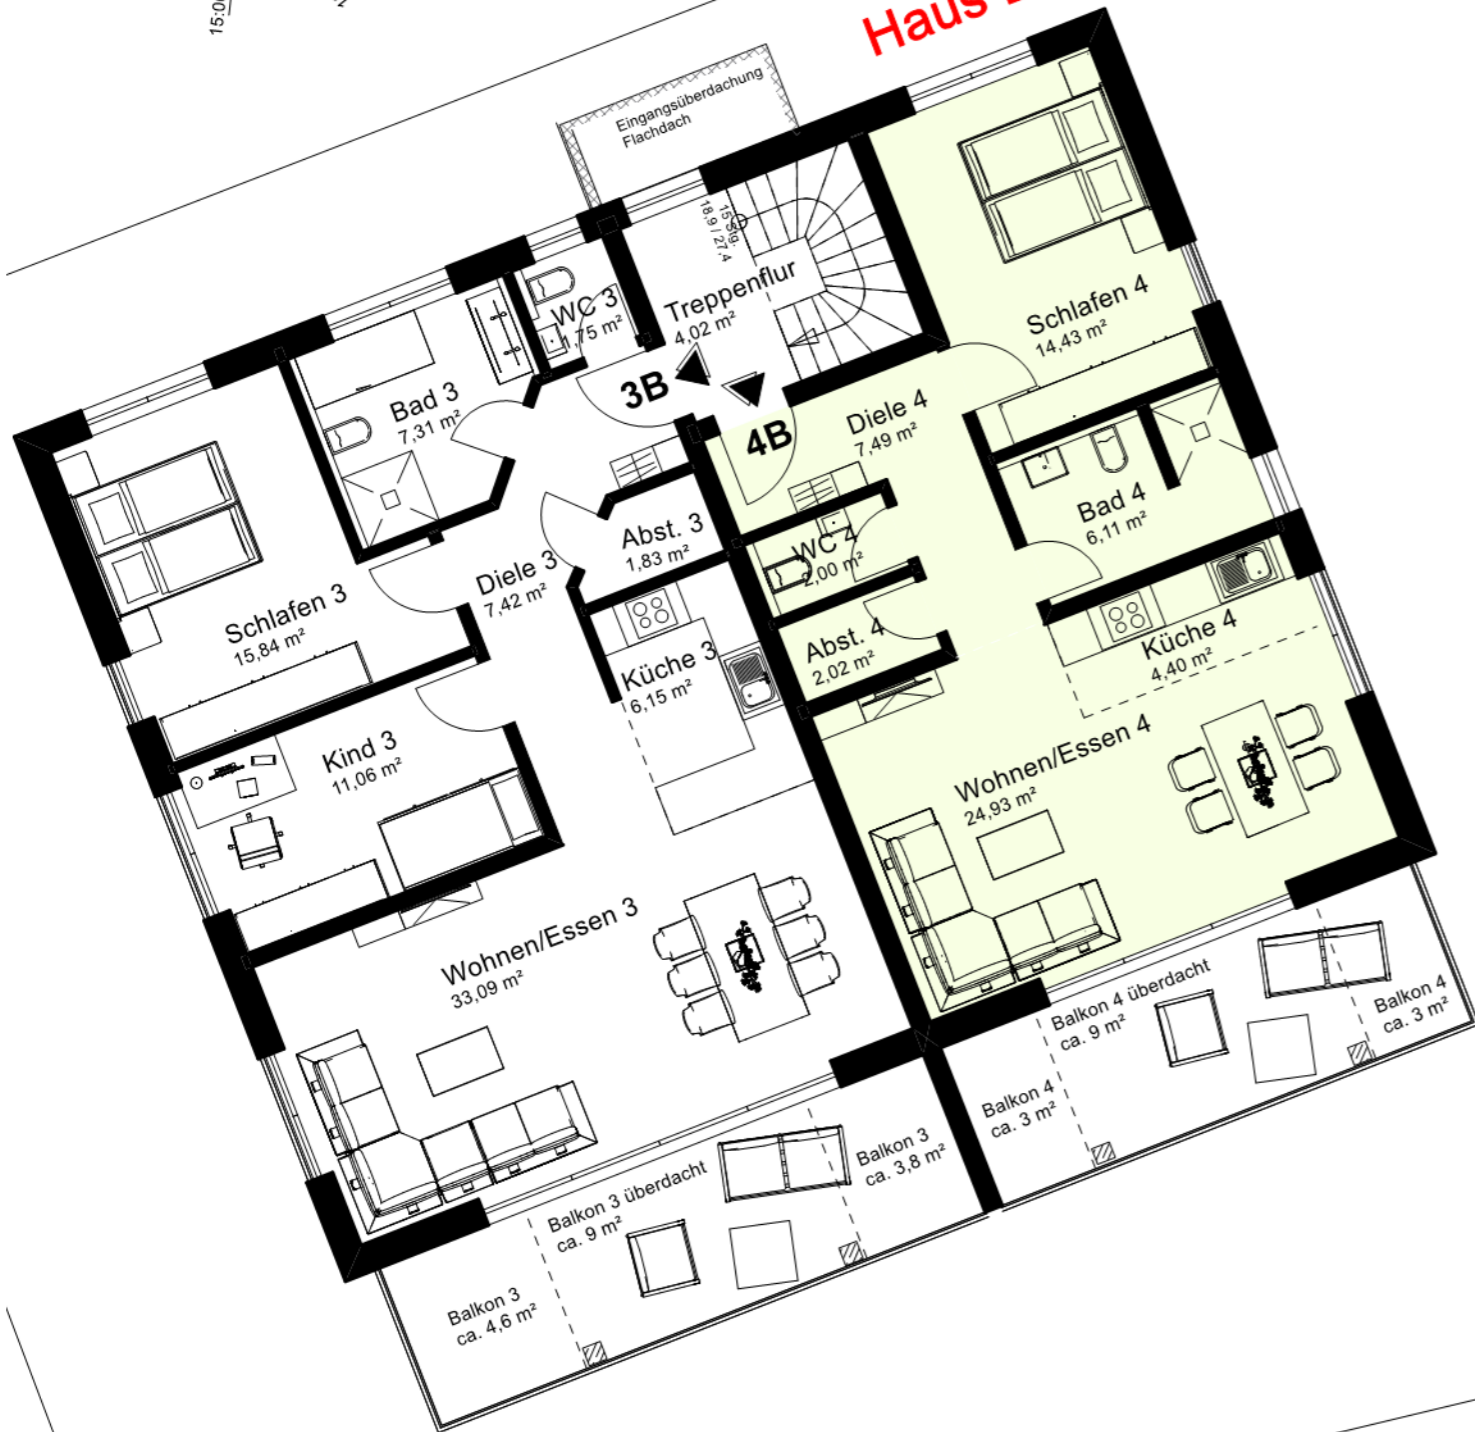 Haus
Eingangsüberdachung
Flachdach
15 Stg.
18,9 / 27,4
Treppenflur
4,02 m²
WC 3
1,75 m²
Bad 3
7,31 m²
3B
4B
Schlafen 4
14,43 m²
Diele 4
7,49 m²
Bad 4
6,11 m²
WC 4
2,00 m²
Abst. 4
2,02 m²
Küche 4
4,40 m²
Wohnen/Essen 4
24,93 m²
Abst. 3
1,83 m²
Diele 3
7,42 m²
Schlafen 3
15,84 m²
Küche 3
6,15 m²
Kind 3
11,06 m²
Wohnen/Essen 3
33,09 m²
Balkon 4 überdacht
ca. 9 m²
Balkon 4
ca. 3 m²
Balkon 4
ca. 3 m²
Balkon 3
ca. 3,8 m²
Balkon 3 überdacht
ca. 9 m²
Balkon 3
ca. 4,6 m²